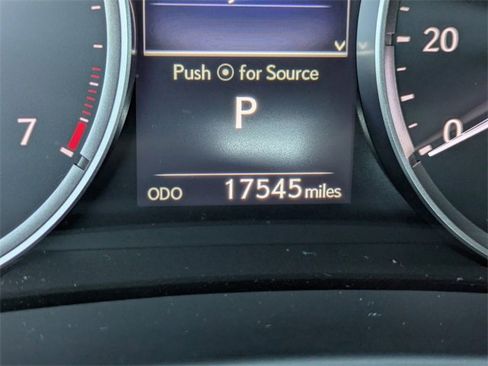 Push ⊙ for Source
20
P
7
0
ODO 17545 miles